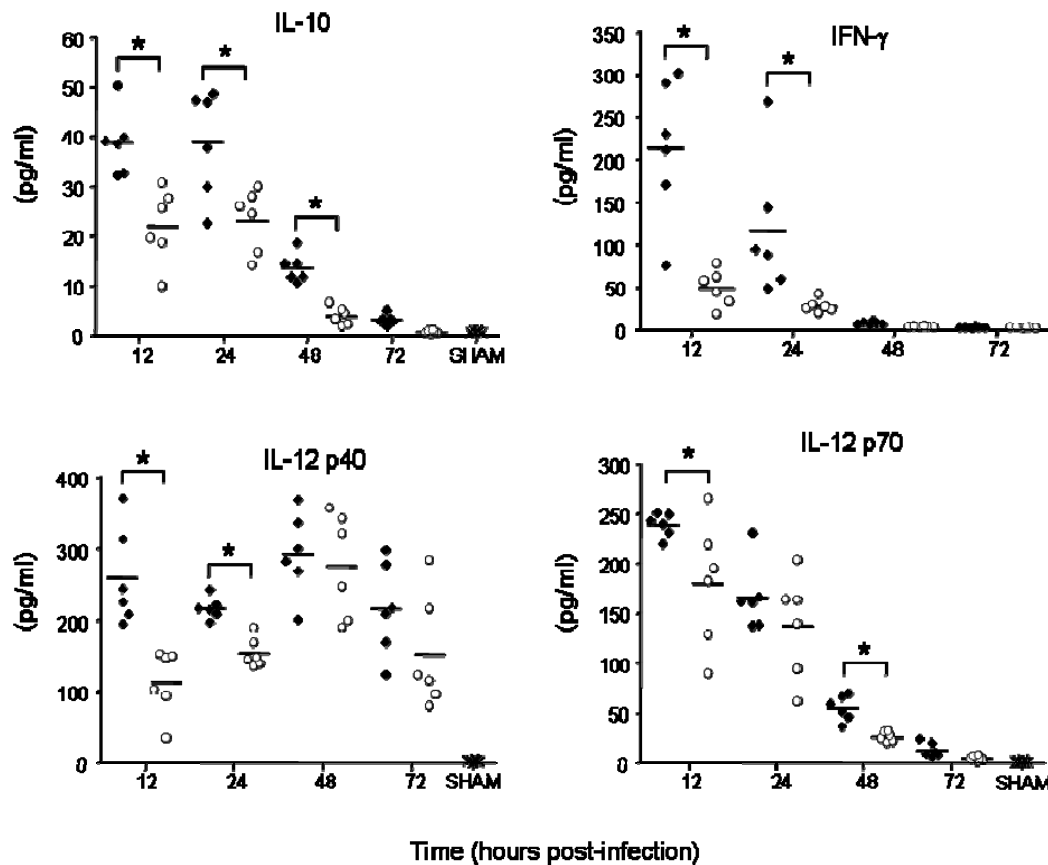 IL-10
60
50
40
30
20
10
0
(pg/ml)
*
*
*
12 24 48 72 SHAM
IFN-γ
350
300
250
200
150
100
50
0
(pg/ml)
*
*
12 24 48 72
IL-12 p40
400
300
200
100
0
(pg/ml)
*
*
12 24 48 72 SHAM
IL-12 p70
300
250
200
150
100
50
0
(pg/ml)
*
*
12 24 48 72 SHAM
Time (hours post-infection)